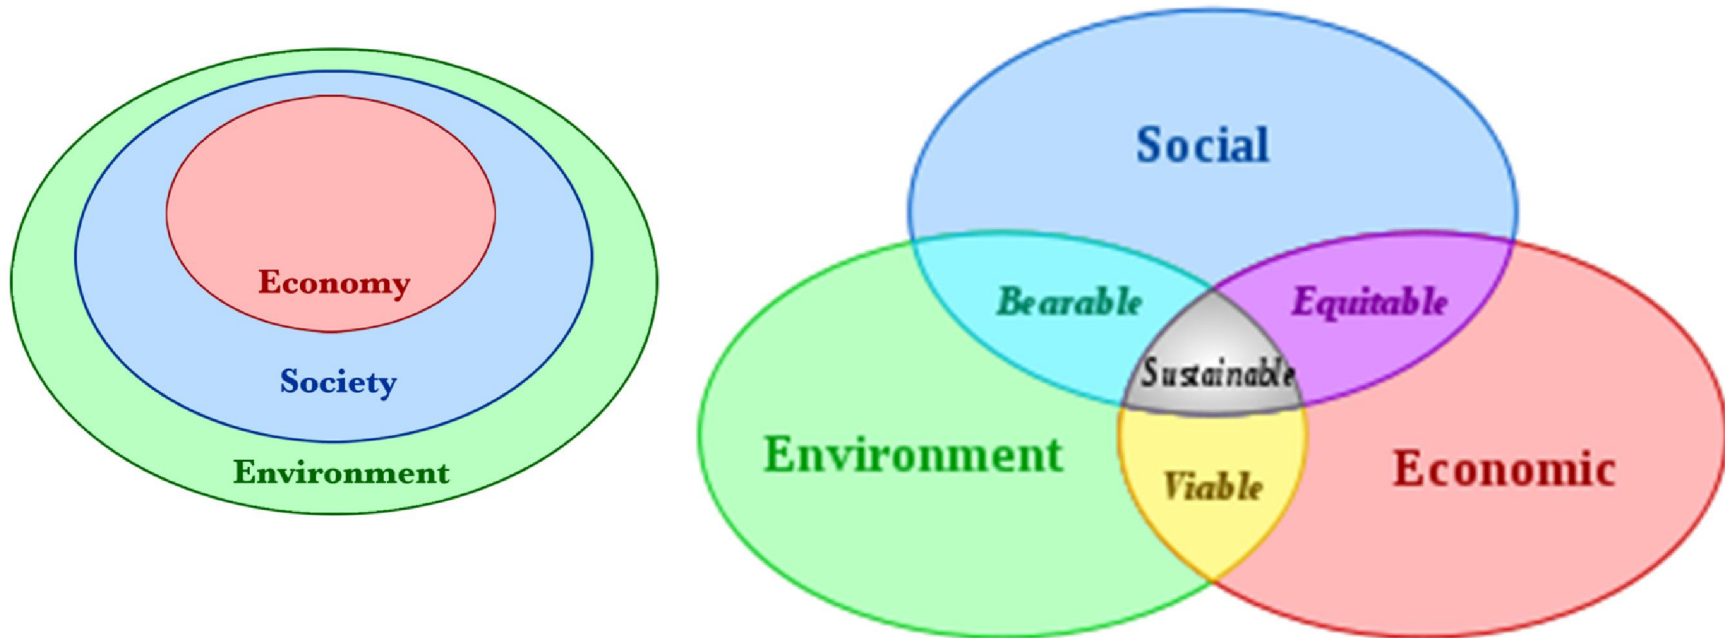 Economy
Society
Environment
Social
Bearable
Equitable
Sustainable
Environment
Economic
Viable